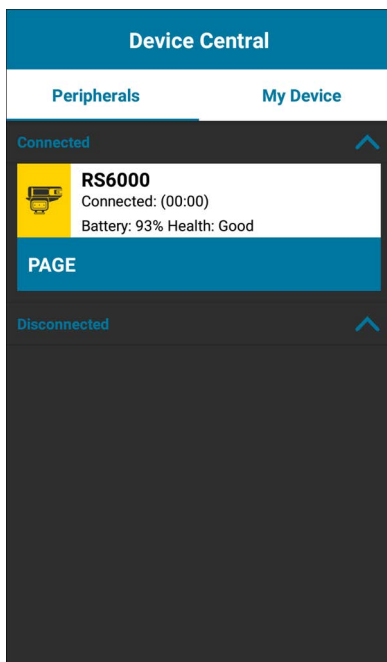 Device Central
Peripherals
My Device
Connected
RS6000
Connected: (00:00)
Battery: 93% Health: Good
PAGE
Disconnected